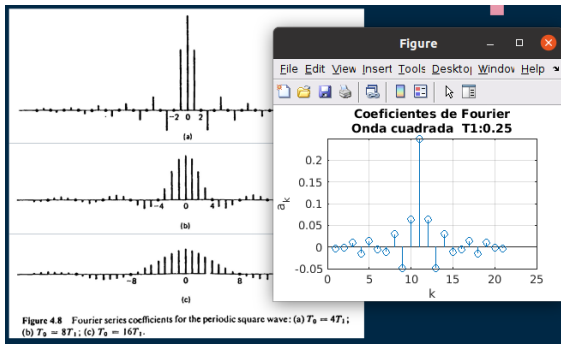 −2 0 2
(a)
−4 0 4
(b)
−8 0 8
(c)
Figure 4.8 Fourier series coefficients for the periodic square wave: (a) T₀ = 4T₁;
(b) T₀ = 8T₁; (c) T₀ = 16T₁.
Figure
File Edit View Insert Tools Desktop Window Help
Coeficientes de Fourier
Onda cuadrada T1:0.25
0.2
0.15
0.1
0.05
0
-0.05
aₖ
0 5 10 15 20 25
k